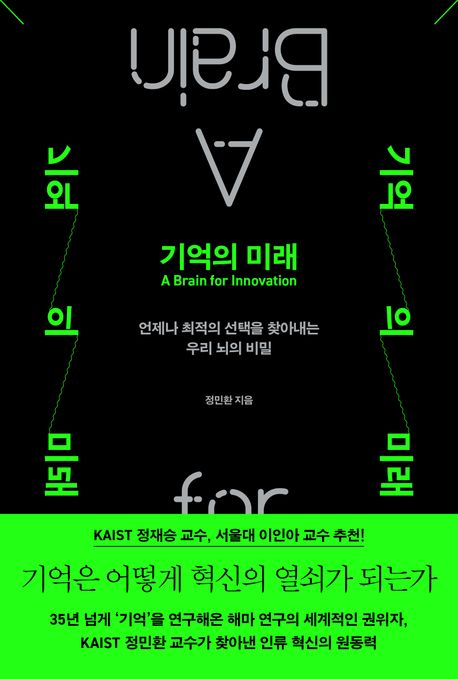 Brain
A
기억의 미래
기억의 미래
기억의 미래
A Brain for Innovation
언제나 최적의 선택을 찾아내는
우리 뇌의 비밀
정민환 지음
for
KAIST 정재승 교수, 서울대 이인아 교수 추천!
기억은 어떻게 혁신의 열쇠가 되는가
35년 넘게 ‘기억’을 연구해온 해마 연구의 세계적인 권위자,
KAIST 정민환 교수가 찾아낸 인류 혁신의 원동력